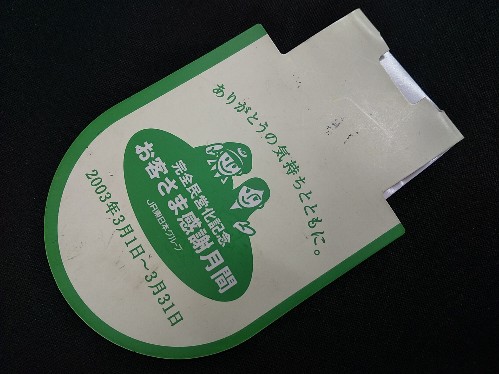 ありがとうの気持ちとともに。
完全民営化記念
お客さま感謝月間
JR東日本グループ
2003年3月1日〜3月31日